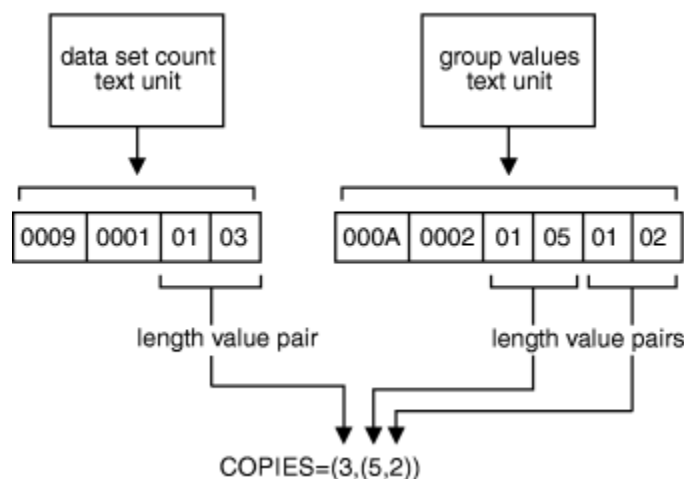 data set count
text unit
group values
text unit
0009 0001 01 03
000A 0002 01 05 01 02
length value pair
length value pairs
COPIES=(3,(5,2))